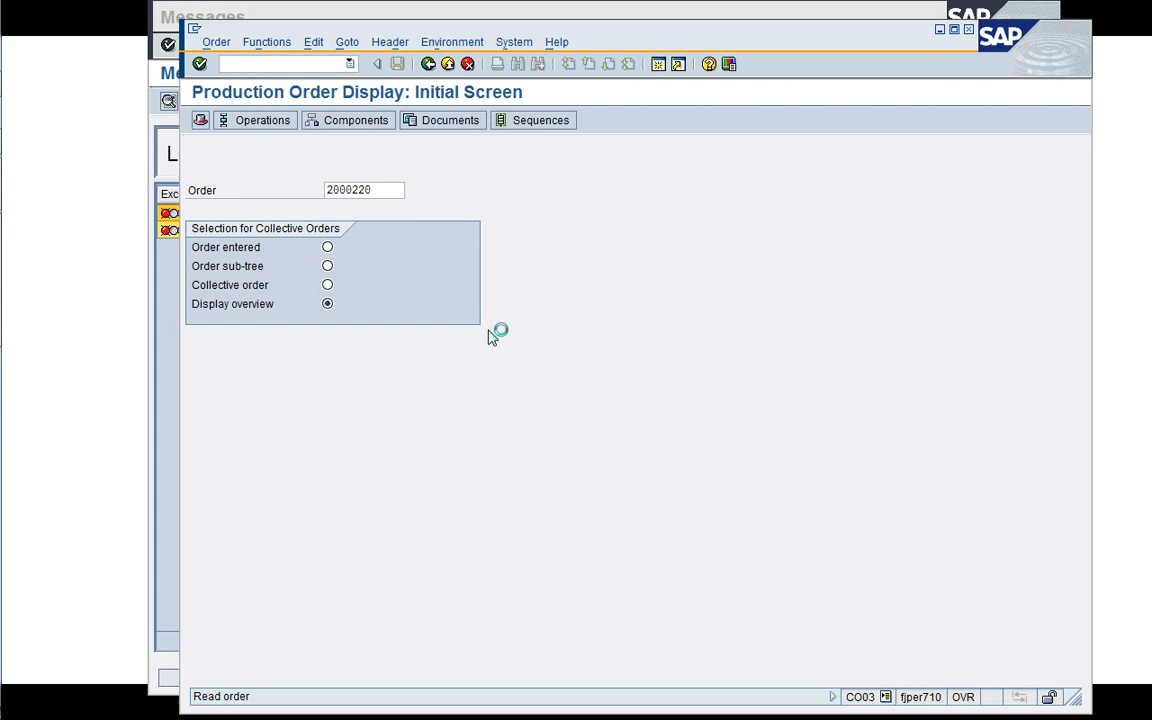 Messages
SAP
Order Functions Edit Goto Header Environment System Help
SAP
Production Order Display: Initial Screen
Operations Components Documents Sequences
Order 2000220
Exc
Selection for Collective Orders
Order entered
Order sub-tree
Collective order
Display overview
Read order CO03 fjper710 OVR